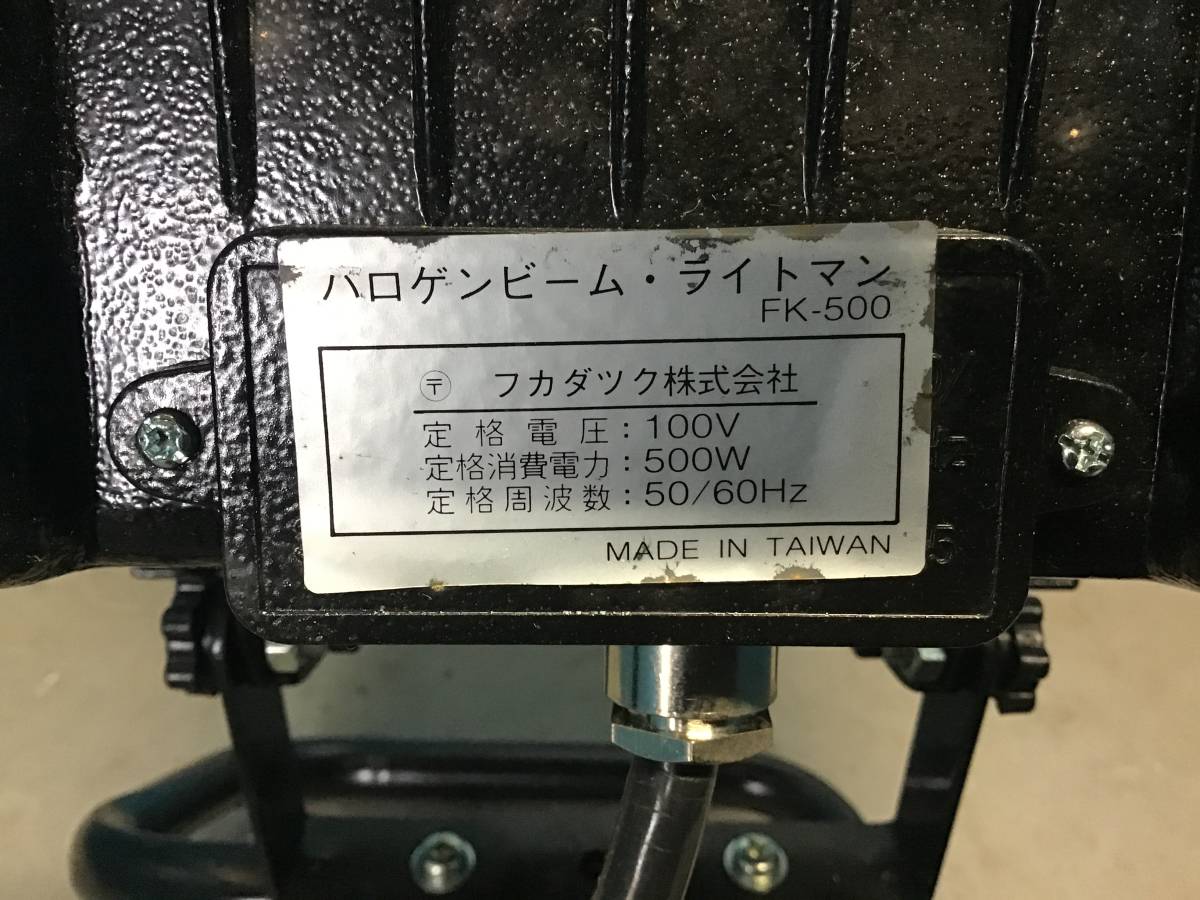 ハロゲンビーム・ライトマン
FK-500
〶 フカダツク株式会社
定格電圧：100V
定格消費電力：500W
定格周波数：50/60Hz
MADE IN TAIWAN